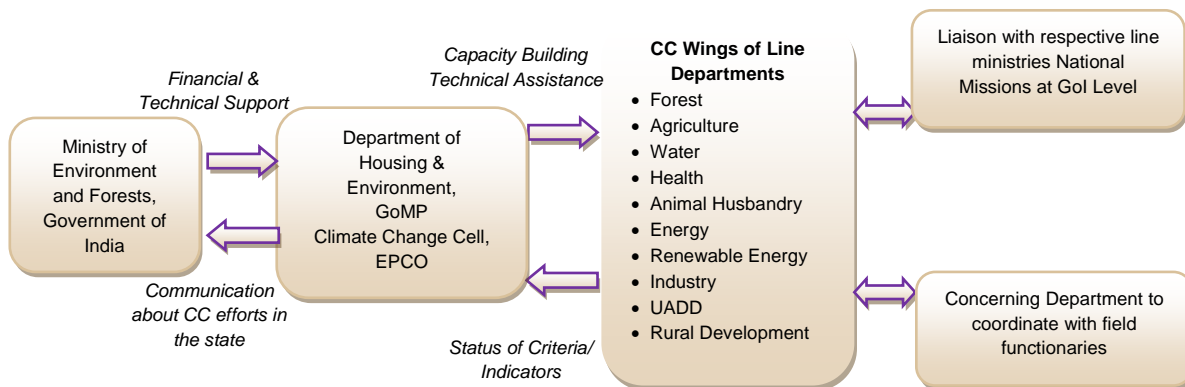 Financial &
Technical Support
Ministry of
Environment
and Forests,
Government of
India
Communication
about CC efforts in
the state
Department of
Housing &
Environment,
GoMP
Climate Change Cell,
EPCO
Capacity Building
Technical Assistance
Status of Criteria/
Indicators
CC Wings of Line
Departments
• Forest
• Agriculture
• Water
• Health
• Animal Husbandry
• Energy
• Renewable Energy
• Industry
• UADD
• Rural Development
Liaison with respective line
ministries National
Missions at GoI Level
Concerning Department to
coordinate with field
functionaries